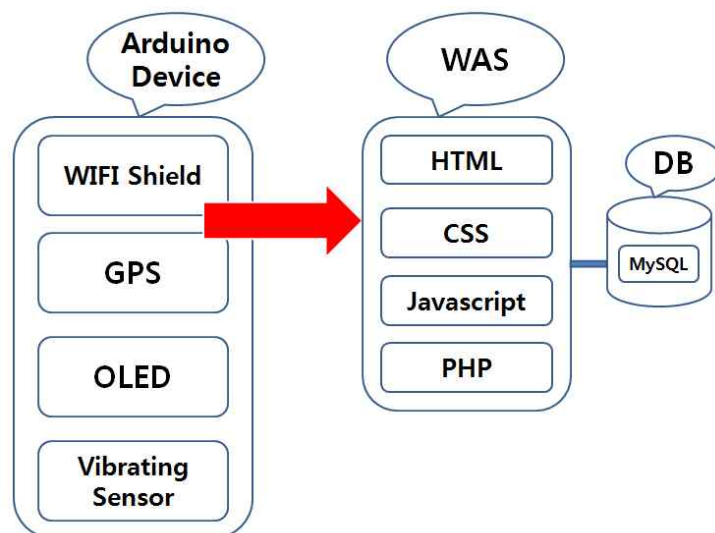 Arduino
Device
WIFI Shield
GPS
OLED
Vibrating
Sensor
WAS
HTML
CSS
Javascript
PHP
DB
MySQL